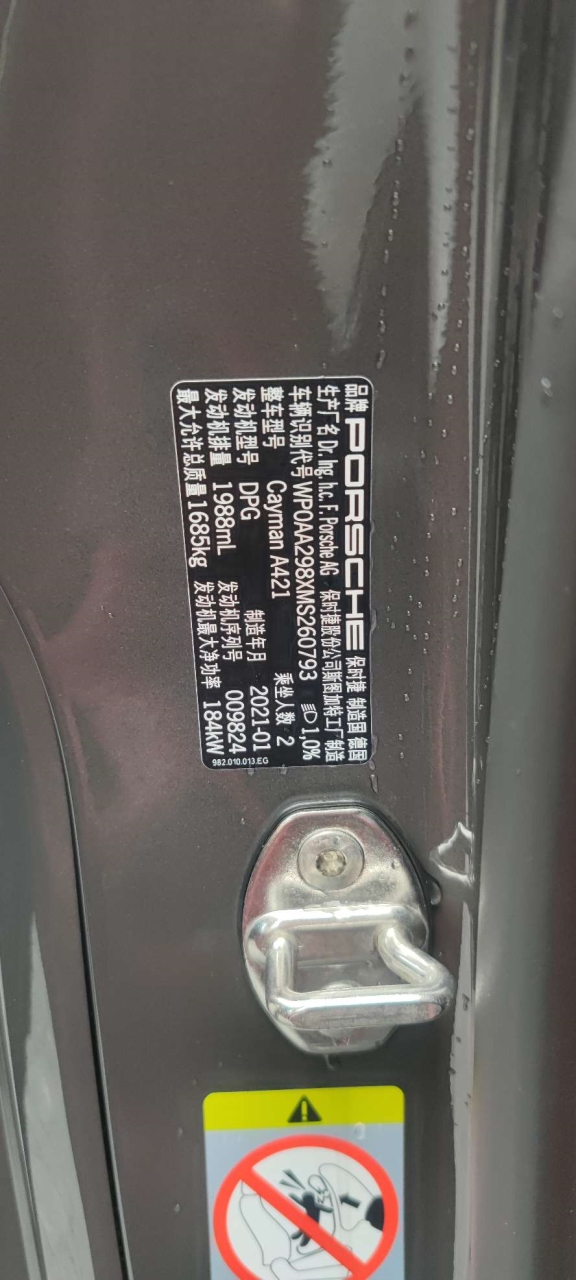 品牌 PORSCHE 保时捷 制造国 德国
生产厂名 Dr. Ing. h.c. F. Porsche AG 保时捷股份公司斯图加特工厂制造
车辆识别代号 WP0AA298XMS260793 1,0%
整车型号 Cayman A421 乘坐人数 2
发动机型号 DPG 制造年月 2021-01
发动机排量 1988mL 发动机序列号 009824
最大允许总质量 1685kg 发动机最大净功率 184kW
982.010.013.EG